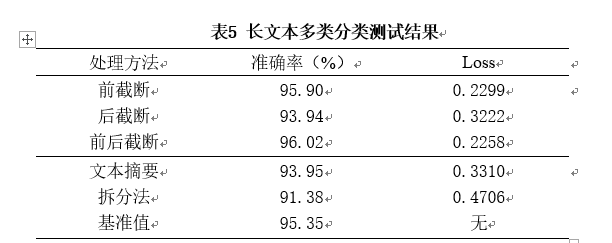 表5 长文本多类分类测试结果
处理方法 准确率（%） Loss
前截断 95.90 0.2299
后截断 93.94 0.3222
前后截断 96.02 0.2258
文本摘要 93.95 0.3310
拆分法 91.38 0.4706
基准值 95.35 无